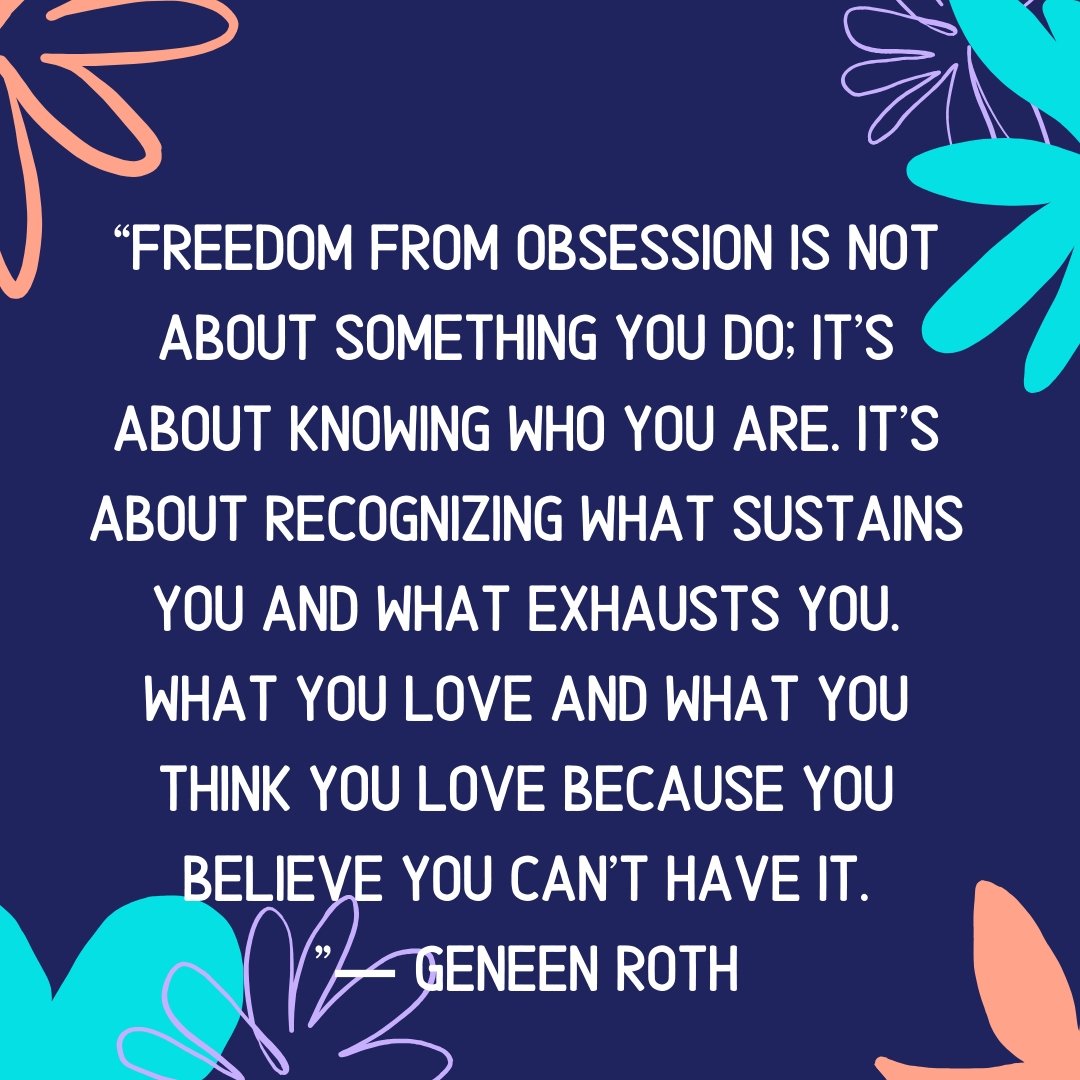 “FREEDOM FROM OBSESSION IS NOT
ABOUT SOMETHING YOU DO; IT’S
ABOUT KNOWING WHO YOU ARE. IT’S
ABOUT RECOGNIZING WHAT SUSTAINS
YOU AND WHAT EXHAUSTS YOU.
WHAT YOU LOVE AND WHAT YOU
THINK YOU LOVE BECAUSE YOU
BELIEVE YOU CAN’T HAVE IT.
”― GENEEN ROTH